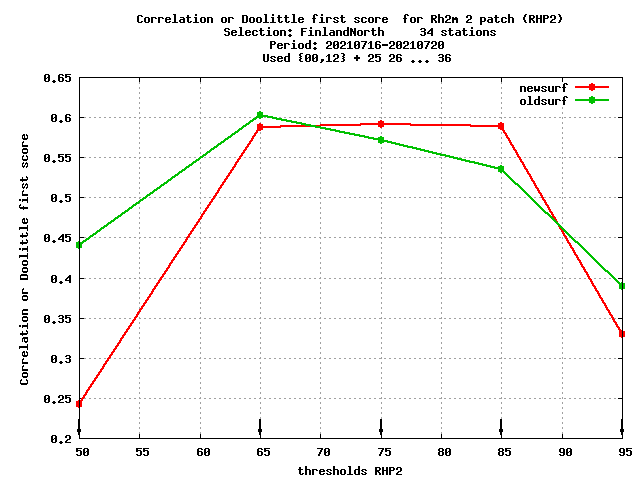 Correlation or Doolittle first score  for Rh2m 2 patch (RHP2)
Selection: FinlandNorth     34 stations
Period: 20210716-20210720
Used {00,12} + 25 26 ... 36
newsurf
oldsurf
Correlation or Doolittle first score
0.65
0.6
0.55
0.5
0.45
0.4
0.35
0.3
0.25
0.2
50 55 60 65 70 75 80 85 90 95
thresholds RHP2